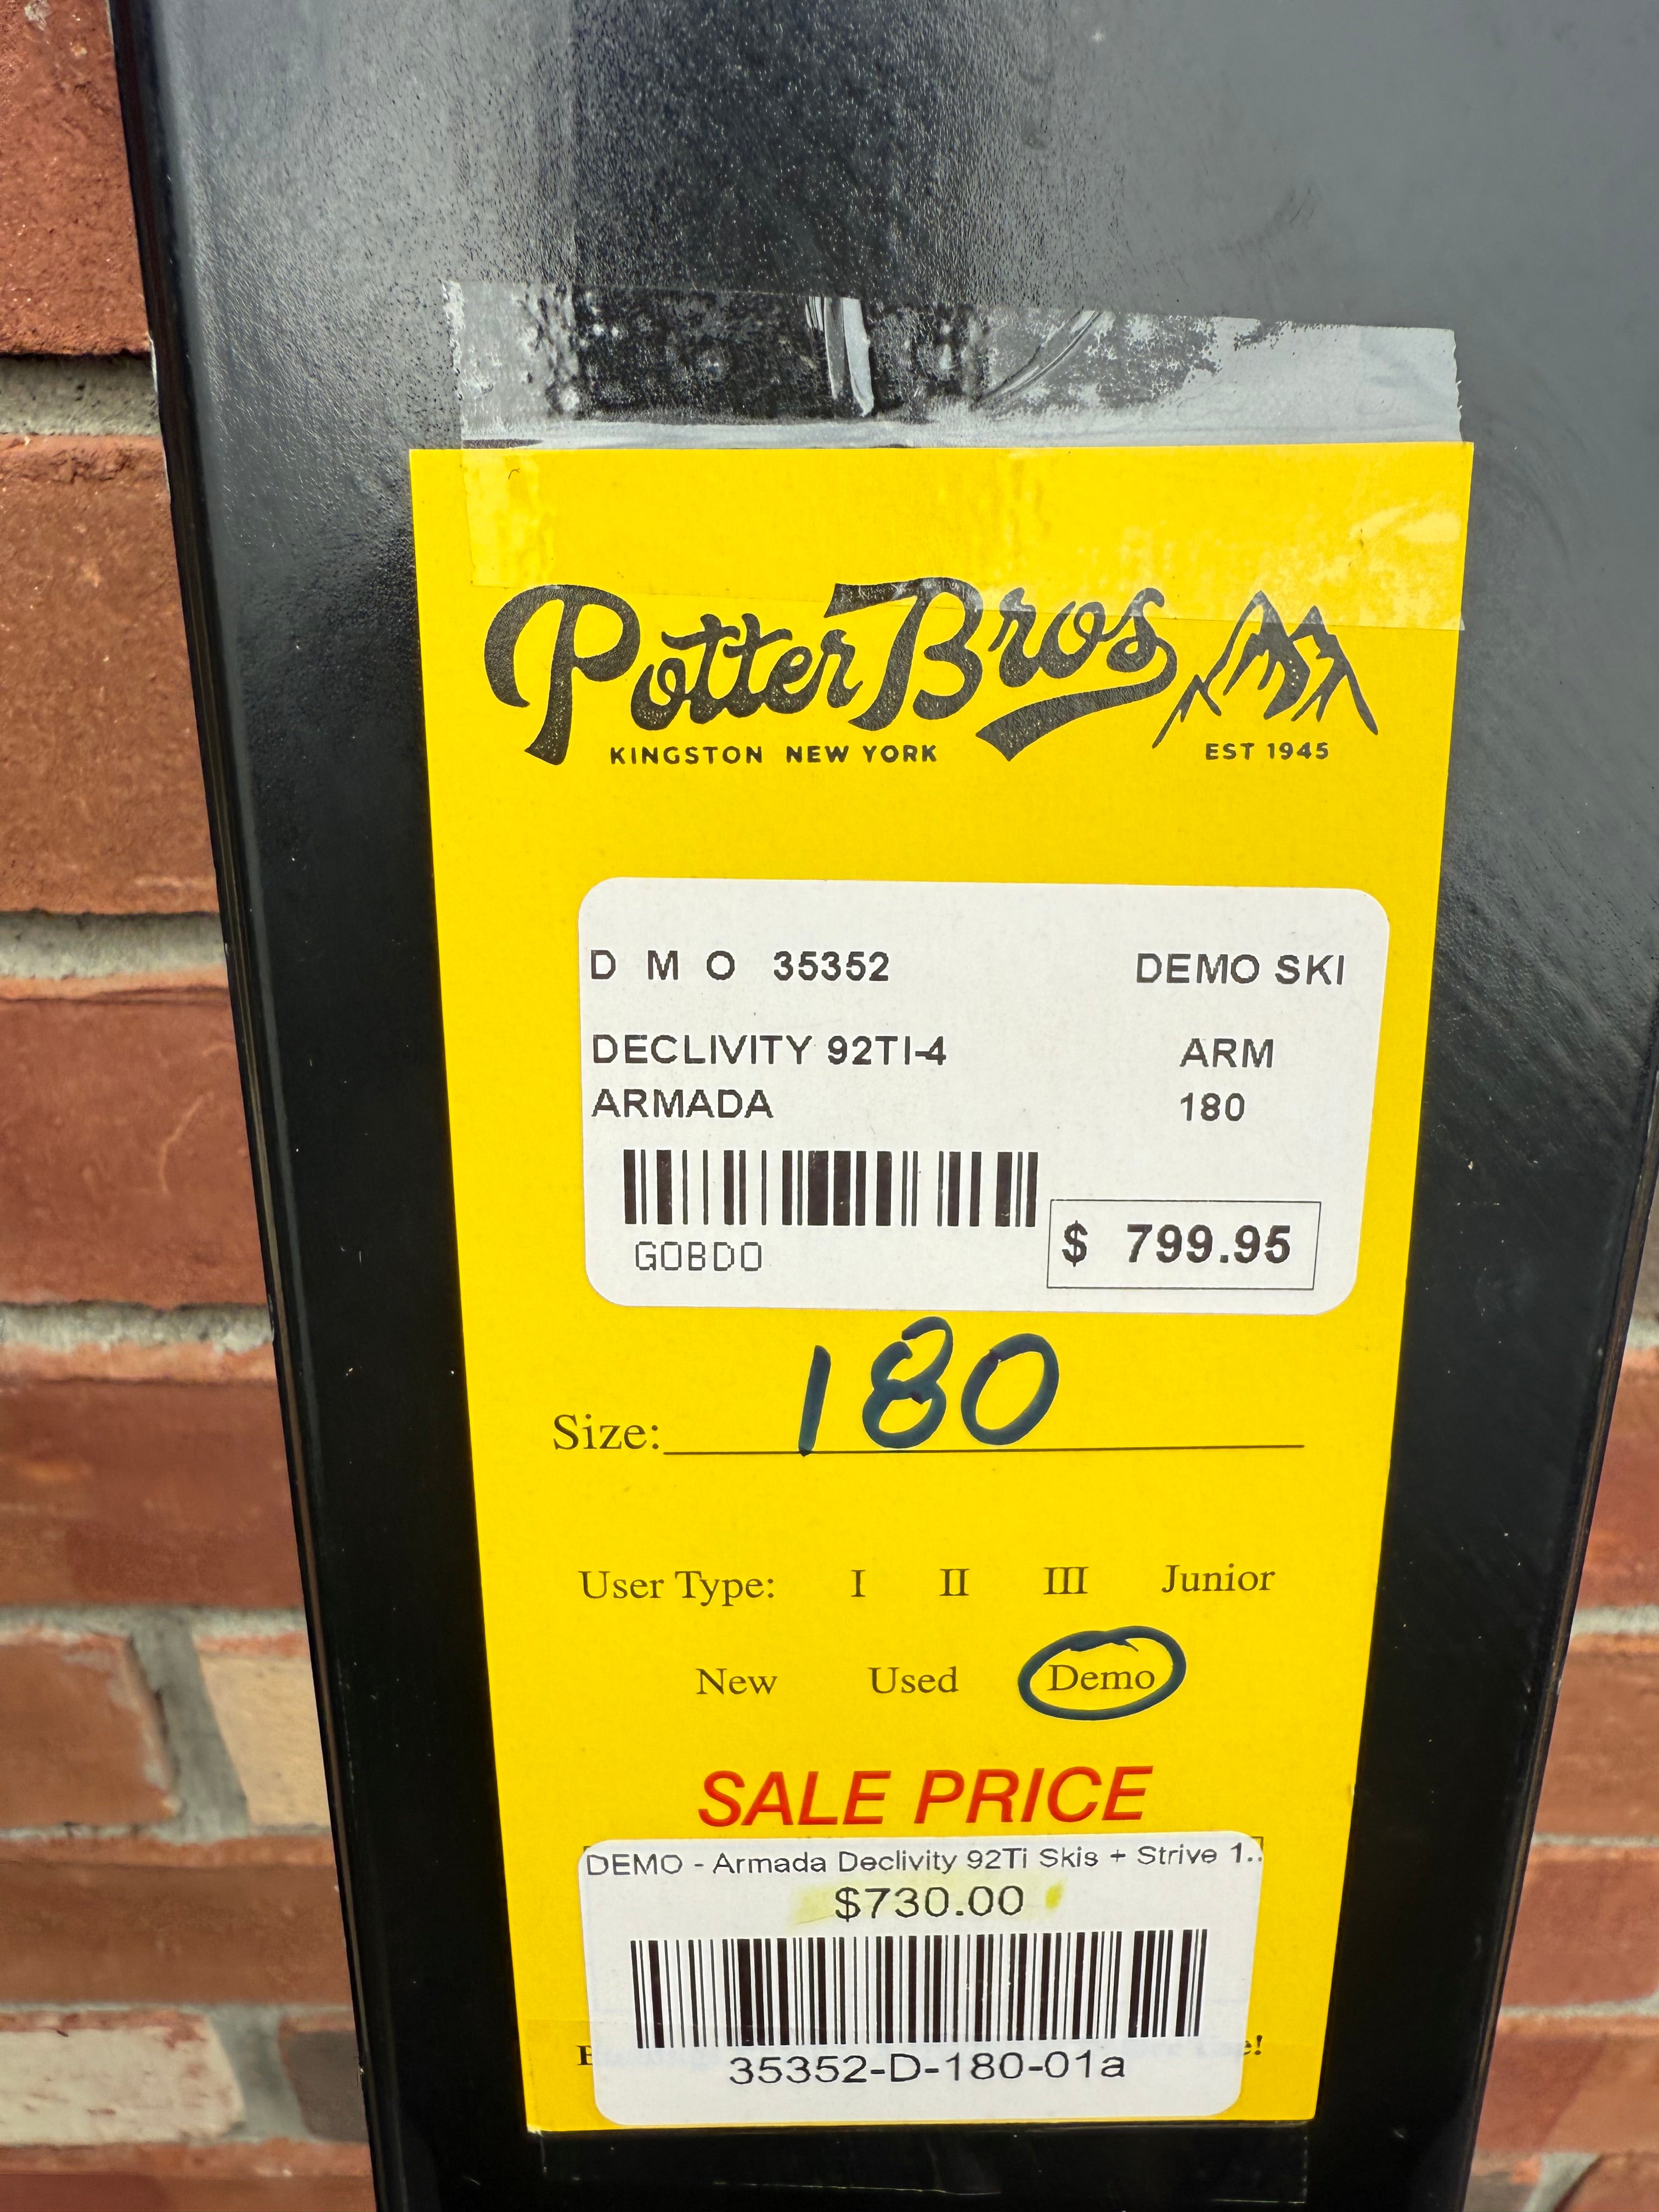 Potter Bros
KINGSTON NEW YORK EST 1945
D M O 35352 DEMO SKI
DECLIVITY 92TI-4 ARM
ARMADA 180
GOBDO $ 799.95
Size: 180
User Type: I II III Junior
New Used Demo
SALE PRICE
DEMO - Armada Declivity 92Ti Skis + Strive 1..
$730.00
35352-D-180-01a